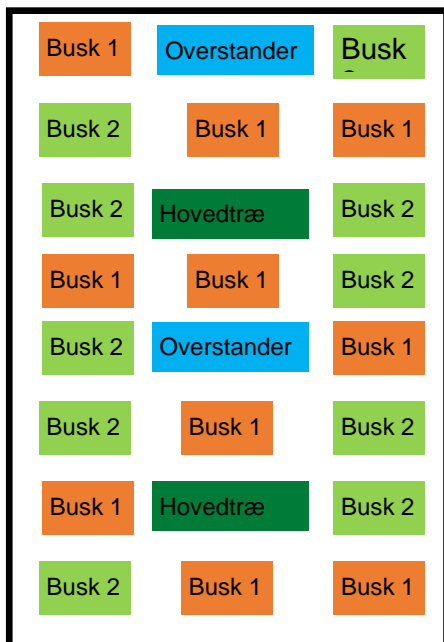 Busk 1 Overstander Busk
Busk 2 Busk 1 Busk 1
Busk 2 Hovedtræ Busk 2
Busk 1 Busk 1 Busk 2
Busk 2 Overstander Busk 1
Busk 2 Busk 1 Busk 2
Busk 1 Hovedtræ Busk 2
Busk 2 Busk 1 Busk 1